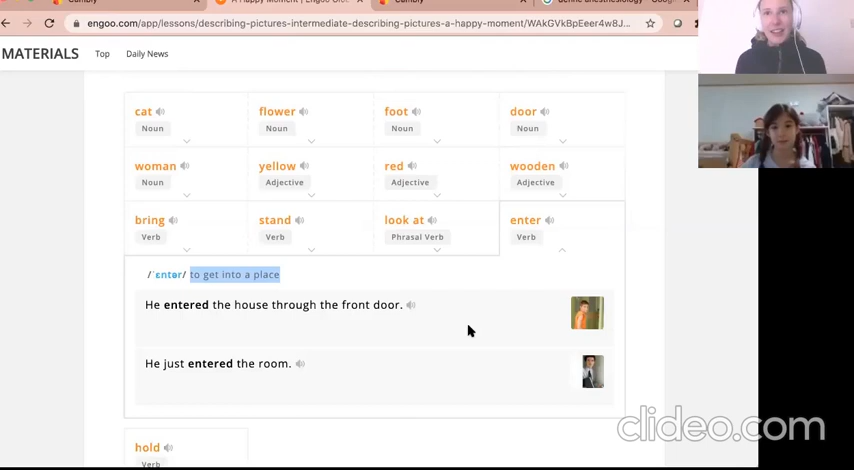 engoo.com/app/lessons/describing-pictures-intermediate-describing-pictures-a-happy-moment/WAkGVkBpEeer4w8J...
MATERIALS Top Daily News
cat flower foot door
Noun Noun Noun Noun
woman yellow red wooden
Noun Adjective Adjective Adjective
bring stand look at enter
Verb Verb Phrasal Verb Verb
/ˈɛntər/ to get into a place
He entered the house through the front door.
He just entered the room.
hold
Verb
clideo.com